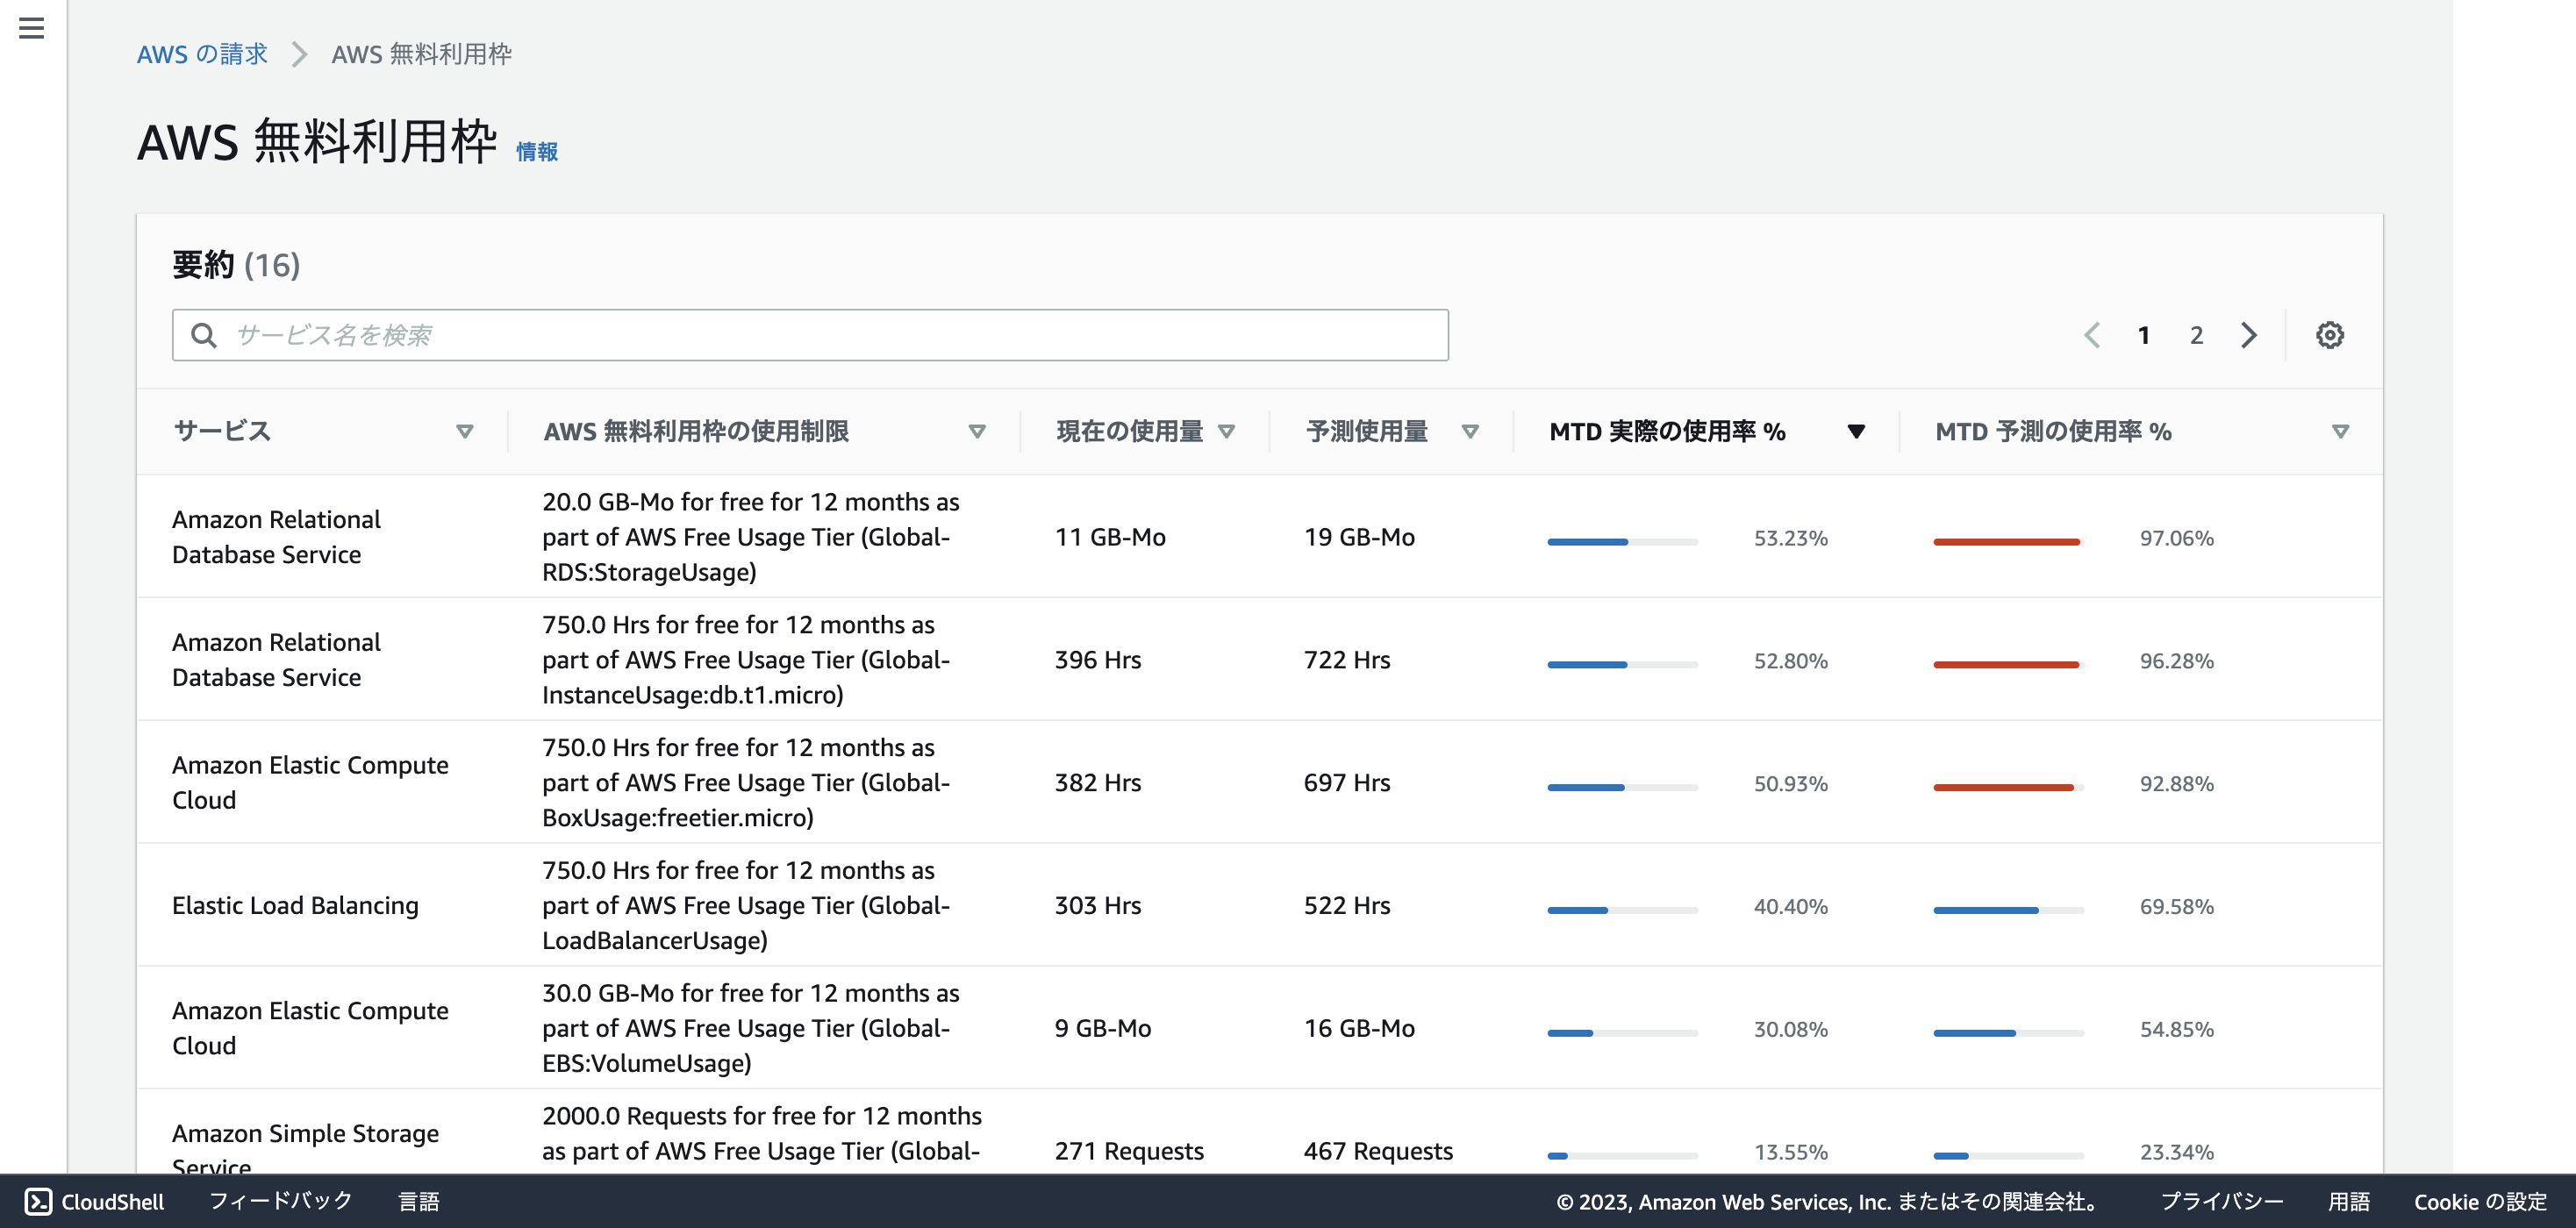 AWS の請求 > AWS 無料利用枠
AWS 無料利用枠 情報
要約 (16)
サービス名を検索
1 2
サービス AWS 無料利用枠の使用制限 現在の使用量 予測使用量 MTD 実際の使用率 % MTD 予測の使用率 %
Amazon Relational
Database Service
20.0 GB-Mo for free for 12 months as
part of AWS Free Usage Tier (Global-
RDS:StorageUsage)
11 GB-Mo
19 GB-Mo
53.23%
97.06%
Amazon Relational
Database Service
750.0 Hrs for free for 12 months as
part of AWS Free Usage Tier (Global-
InstanceUsage:db.t1.micro)
396 Hrs
722 Hrs
52.80%
96.28%
Amazon Elastic Compute
Cloud
750.0 Hrs for free for 12 months as
part of AWS Free Usage Tier (Global-
BoxUsage:freetier.micro)
382 Hrs
697 Hrs
50.93%
92.88%
Elastic Load Balancing
750.0 Hrs for free for 12 months as
part of AWS Free Usage Tier (Global-
LoadBalancerUsage)
303 Hrs
522 Hrs
40.40%
69.58%
Amazon Elastic Compute
Cloud
30.0 GB-Mo for free for 12 months as
part of AWS Free Usage Tier (Global-
EBS:VolumeUsage)
9 GB-Mo
16 GB-Mo
30.08%
54.85%
Amazon Simple Storage
Service
2000.0 Requests for free for 12 months
as part of AWS Free Usage Tier (Global-
271 Requests
467 Requests
13.55%
23.34%
CloudShell フィードバック 言語 © 2023, Amazon Web Services, Inc. またはその関連会社。 プライバシー 用語 Cookie の設定